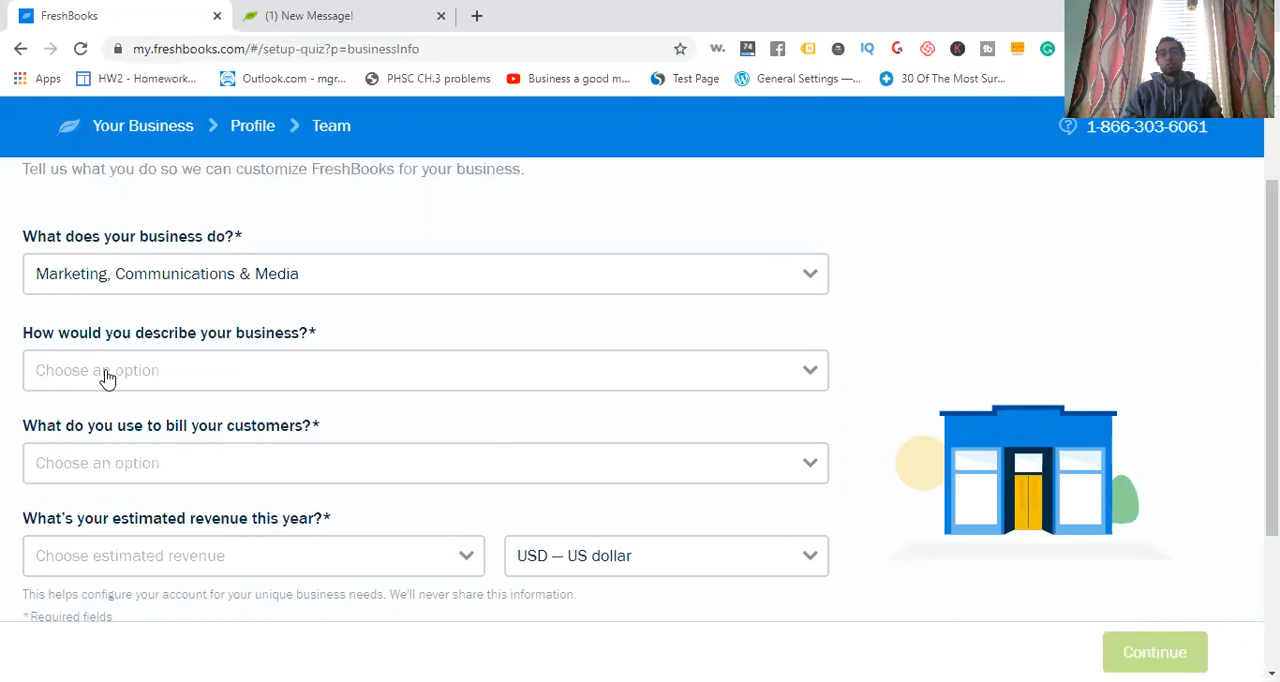 FreshBooks
(1) New Message!
my.freshbooks.com/#/setup-quiz?p=businessInfo
Apps
HW2 - Homework...
Outlook.com - mgr...
PHSC CH.3 problems
Business a good m...
Test Page
General Settings —...
30 Of The Most Sur...
Your Business
Profile
Team
1-866-303-6061
Tell us what you do so we can customize FreshBooks for your business.
What does your business do?*
Marketing, Communications & Media
How would you describe your business?*
Choose an option
What do you use to bill your customers?*
Choose an option
What's your estimated revenue this year?*
Choose estimated revenue
USD — US dollar
This helps configure your account for your unique business needs. We'll never share this information.
*Required fields
Continue